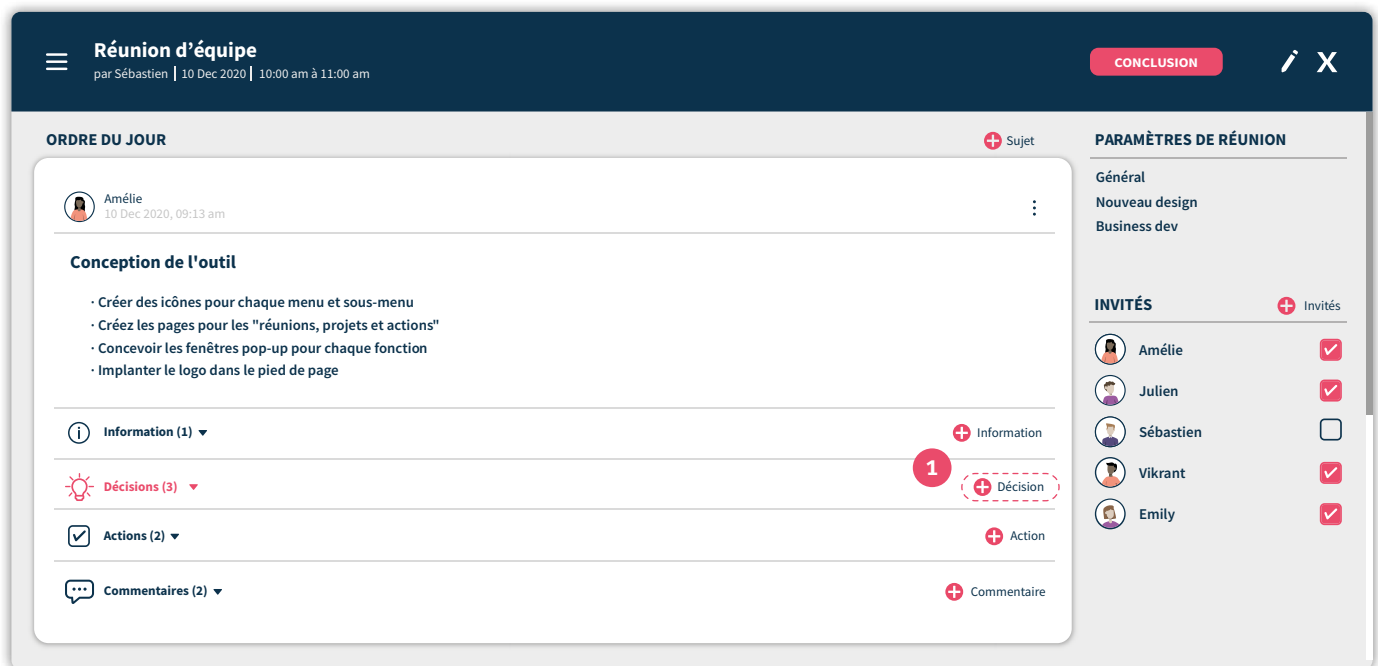 Réunion d’équipe
par Sébastien | 10 Dec 2020 | 10:00 am à 11:00 am
CONCLUSION
X
ORDRE DU JOUR
Sujet
Amélie
10 Dec 2020, 09:13 am
Conception de l'outil
· Créer des icônes pour chaque menu et sous-menu
· Créez les pages pour les "réunions, projets et actions"
· Concevoir les fenêtres pop-up pour chaque fonction
· Implanter le logo dans le pied de page
Information (1)
Information
Décisions (3)
1
Décision
Actions (2)
Action
Commentaires (2)
Commentaire
PARAMÈTRES DE RÉUNION
Général
Nouveau design
Business dev
INVITÉS
Invités
Amélie
Julien
Sébastien
Vikrant
Emily